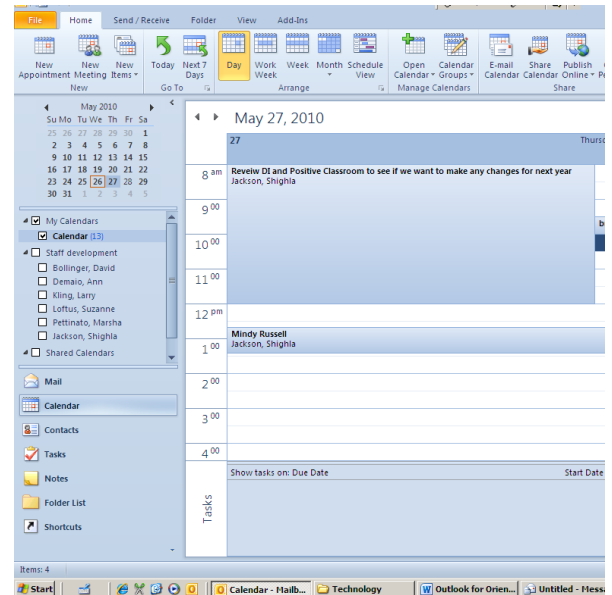 File Home Send / Receive Folder View Add-Ins
New Appointment New Meeting New Items Today Next 7 Days Day Work Week Week Month Schedule View Open Calendar Calendar Groups E-mail Calendar Share Calendar Publish Online
New Go To Arrange Manage Calendars Share
May 2010
Su Mo Tu We Th Fr Sa
25 26 27 28 29 30 1
2 3 4 5 6 7 8
9 10 11 12 13 14 15
16 17 18 19 20 21 22
23 24 25 26 27 28 29
30 31 1 2 3 4 5
My Calendars
Calendar (13)
Staff development
Bollinger, David
Demaio, Ann
Kling, Larry
Loftus, Suzanne
Pettinato, Marsha
Jackson, Shighla
Shared Calendars
Mail
Calendar
Contacts
Tasks
Notes
Folder List
Shortcuts
May 27, 2010
27 Thurs
8 am
Reveiw DI and Positive Classroom to see if we want to make any changes for next year
Jackson, Shighla
9 00
b
10 00
11 00
12 pm
Mindy Russell
1 00
Jackson, Shighla
2 00
3 00
4 00
Show tasks on: Due Date Start Date
Tasks
Items: 4
Start Calendar - Mailb... Technology Outlook for Orien... Untitled - Mess